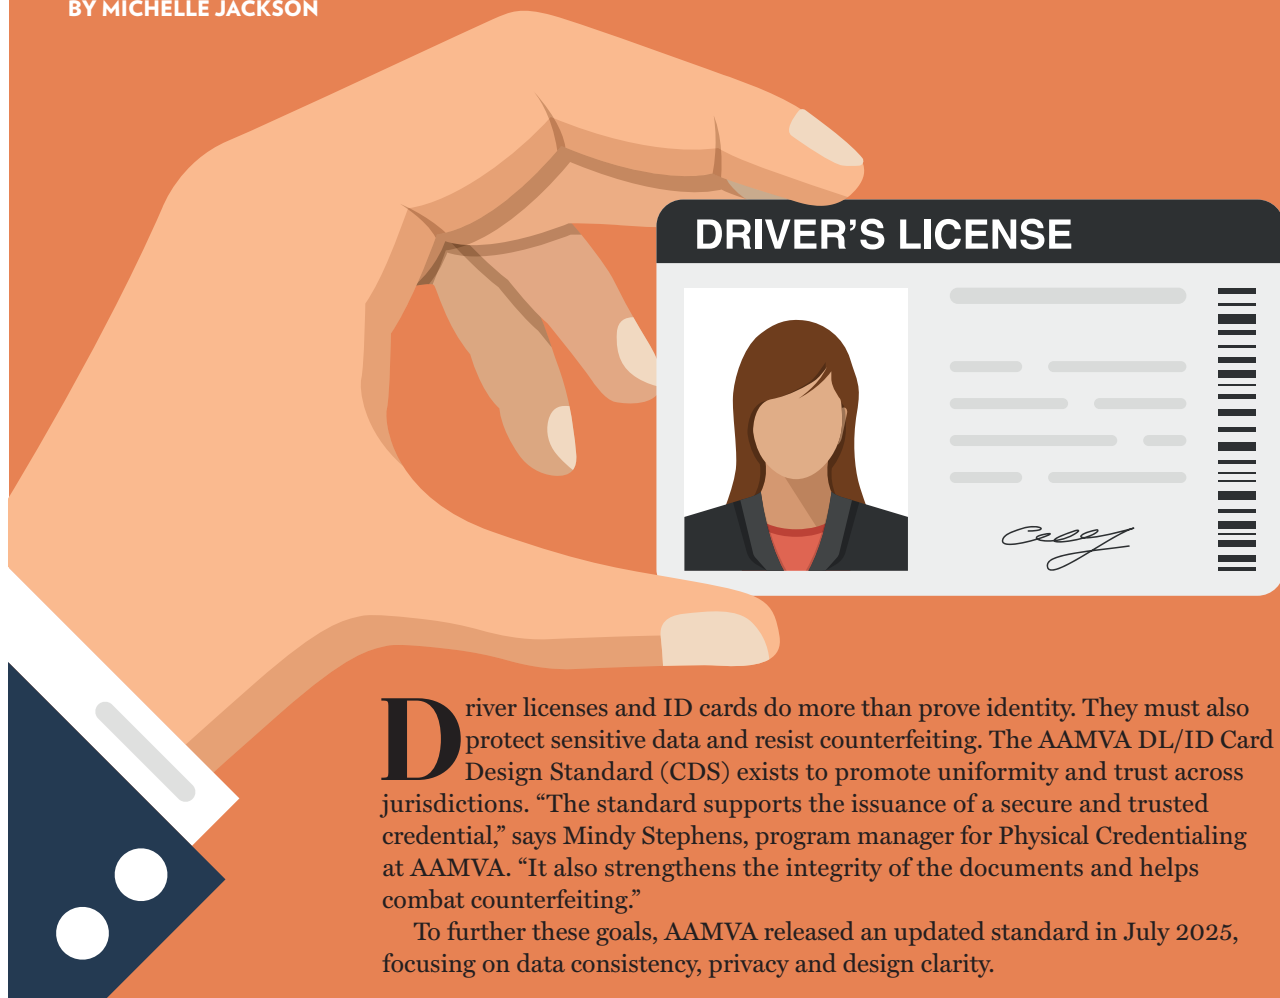 BY MICHELLE JACKSON
DRIVER’S LICENSE
Driver licenses and ID cards do more than prove identity. They must also
protect sensitive data and resist counterfeiting. The AAMVA DL/ID Card
Design Standard (CDS) exists to promote uniformity and trust across
jurisdictions. “The standard supports the issuance of a secure and trusted
credential,” says Mindy Stephens, program manager for Physical Credentialing
at AAMVA. “It also strengthens the integrity of the documents and helps
combat counterfeiting.”
To further these goals, AAMVA released an updated standard in July 2025,
focusing on data consistency, privacy and design clarity.